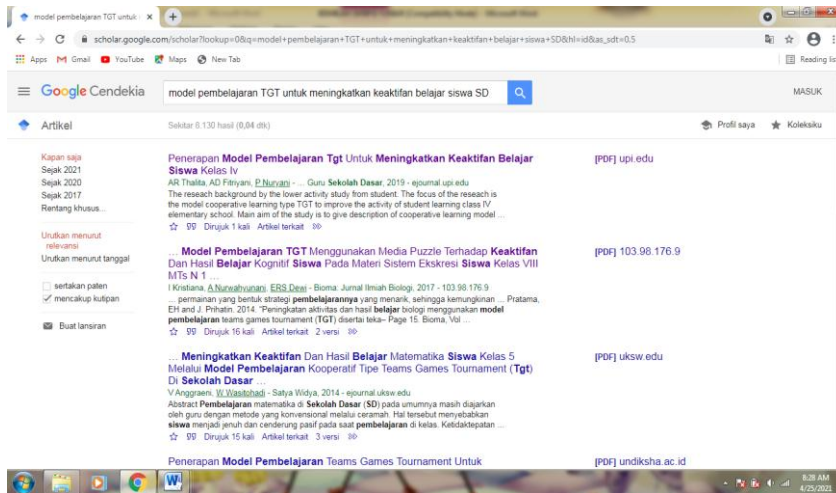 model pembelajaran TGT untuk
scholar.google.com/scholar?lookup=0&q=model+pembelajaran+TGT+untuk+meningkatkan+keaktifan+belajar+siswa+SD&hl=id&as_sdt=0.5
Apps Gmail YouTube Maps New Tab Reading lis
Google Cendekia
model pembelajaran TGT untuk meningkatkan keaktifan belajar siswa SD
MASUK
Artikel
Sekitar 8.130 hasil (0,04 dtk)
Profil saya
Koleksiku
Kapan saja
Sejak 2021
Sejak 2020
Sejak 2017
Rentang khusus...
Urutkan menurut
relevansi
Urutkan menurut tanggal
sertakan paten
mencakup kutipan
Buat lansiran
Penerapan Model Pembelajaran Tgt Untuk Meningkatkan Keaktifan Belajar
Siswa Kelas Iv
[PDF] upi.edu
AR Thalita, AD Fitriyani, P Nuryani - ... Guru Sekolah Dasar, 2019 - ejournal.upi.edu
The reseach background by the lower activity study from student. The focus of the reseach is
the model cooperative learning type TGT to improve the activity of student learning class IV
elementary school. Main aim of the study is to give description of cooperative learning model ...
Dirujuk 1 kali Artikel terkait
... Model Pembelajaran TGT Menggunakan Media Puzzle Terhadap Keaktifan
Dan Hasil Belajar Kognitif Siswa Pada Materi Sistem Ekskresi Siswa Kelas VIII
MTs N 1 ...
[PDF] 103.98.176.9
I Kristiana, A Nurwahyunani, ERS Dewi - Bioma: Jurnal Ilmiah Biologi, 2017 - 103.98.176.9
... permainan yang bentuk strategi pembelajarannya yang menarik, sehingga kemungkinan ... Pratama,
EH and J. Prihatin. 2014. “Peningkatan aktivitas dan hasil belajar biologi menggunakan model
pembelajaran teams games tournament (TGT) disertai teka– Page 15. Bioma, Vol ...
Dirujuk 16 kali Artikel terkait 2 versi
... Meningkatkan Keaktifan Dan Hasil Belajar Matematika Siswa Kelas 5
Melalui Model Pembelajaran Kooperatif Tipe Teams Games Tournament (Tgt)
Di Sekolah Dasar ...
[PDF] uksw.edu
V Anggraeni, W Wasitohadi - Satya Widya, 2014 - ejournal.uksw.edu
Abstract Pembelajaran matematika di Sekolah Dasar (SD) pada umumnya masih diajarkan
oleh guru dengan metode yang konvensional melalui ceramah. Hal tersebut menyebabkan
siswa menjadi jenuh dan cenderung pasif pada saat pembelajaran di kelas. Ketidaktepatan ...
Dirujuk 15 kali Artikel terkait 3 versi
Penerapan Model Pembelajaran Teams Games Tournament Untuk
[PDF] undiksha.ac.id
8:28 AM
4/25/2021